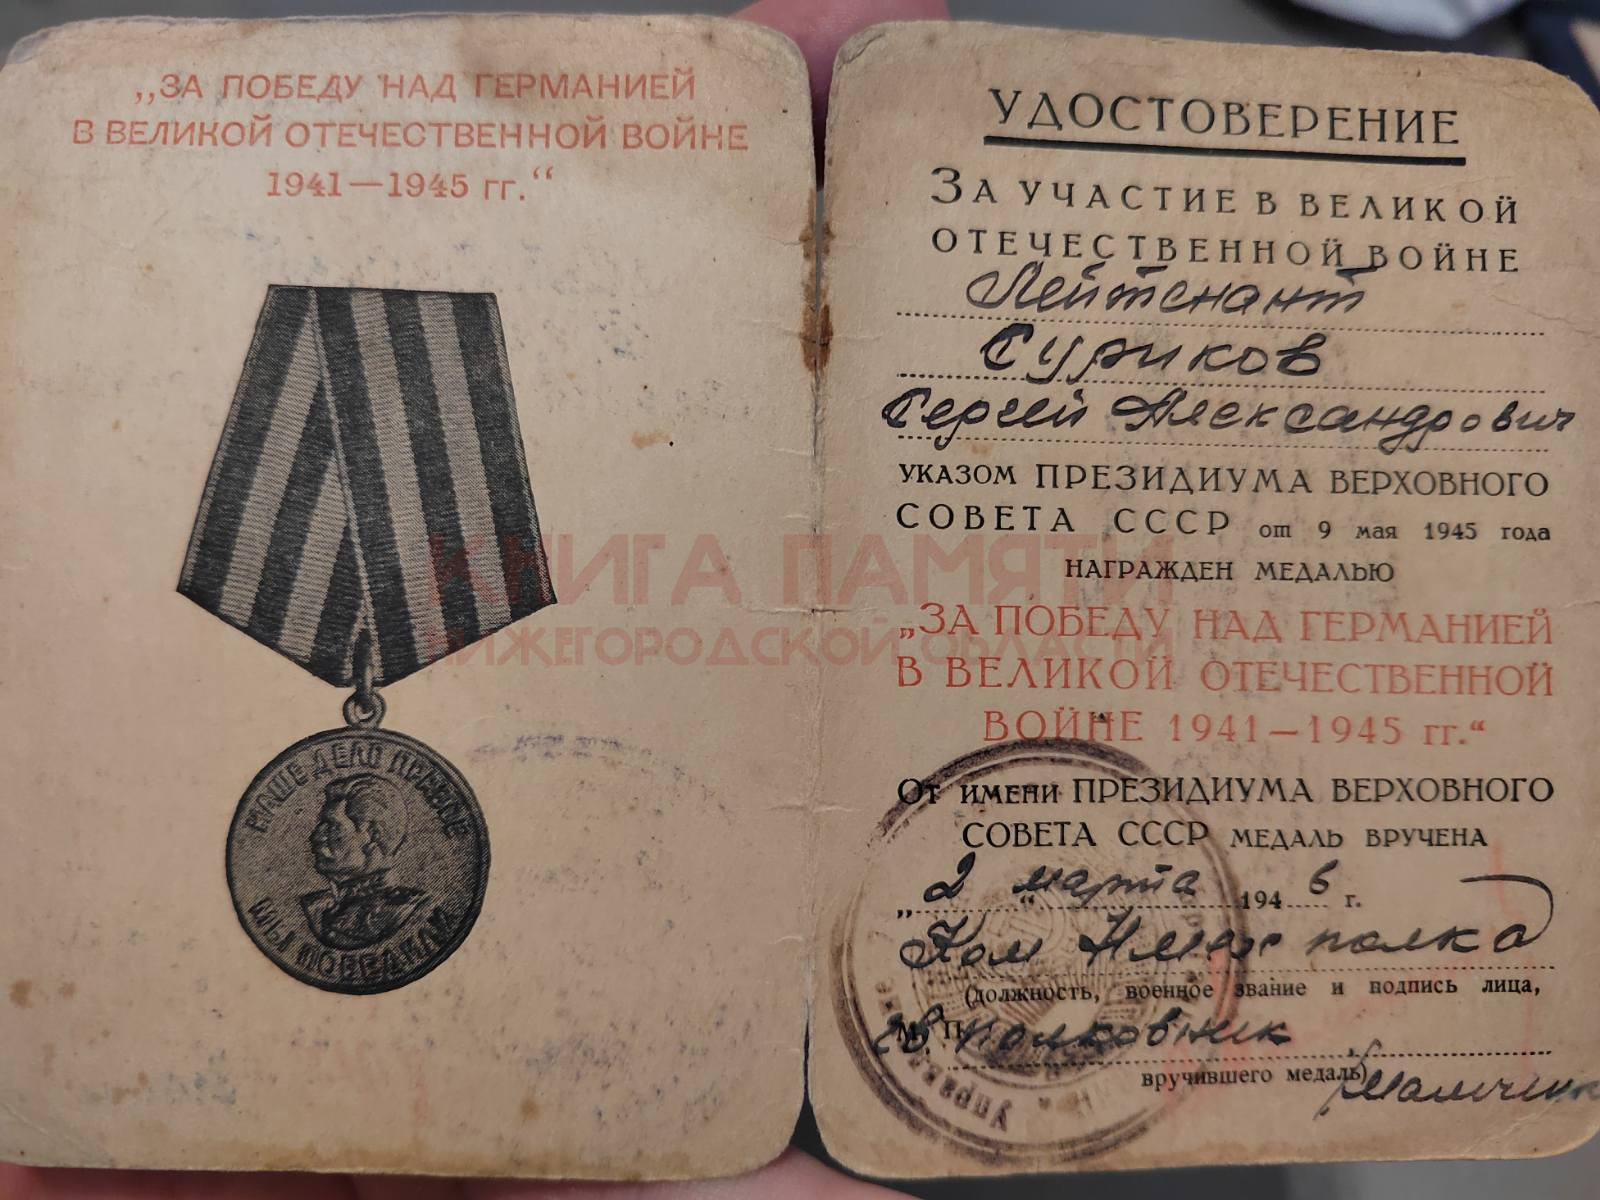 „ЗА ПОБЕДУ НАД ГЕРМАНИЕЙ
В ВЕЛИКОЙ ОТЕЧЕСТВЕННОЙ ВОЙНЕ
1941—1945 гг.“
НАШЕ ДЕЛО ПРАВОЕ
МЫ ПОБЕДИЛИ
УДОСТОВЕРЕНИЕ
ЗА УЧАСТИЕ В ВЕЛИКОЙ
ОТЕЧЕСТВЕННОЙ ВОЙНЕ
Лейтенант
Суриков
Сергей Александрович
УКАЗОМ ПРЕЗИДИУМА ВЕРХОВНОГО
СОВЕТА СССР от 9 мая 1945 года
НАГРАЖДЕН МЕДАЛЬЮ
„ЗА ПОБЕДУ НАД ГЕРМАНИЕЙ
В ВЕЛИКОЙ ОТЕЧЕСТВЕННОЙ
ВОЙНЕ 1941—1945 гг.“
ОТ ИМЕНИ ПРЕЗИДИУМА ВЕРХОВНОГО
СОВЕТА СССР МЕДАЛЬ ВРУЧЕНА
„2“ марта 1946 г.
Ком полка
(должность, военное звание и подпись лица,
М. П. полковник
вручившего медаль)
КНИГА ПАМЯТИ
НИЖЕГОРОДСКОЙ ОБЛАСТИ